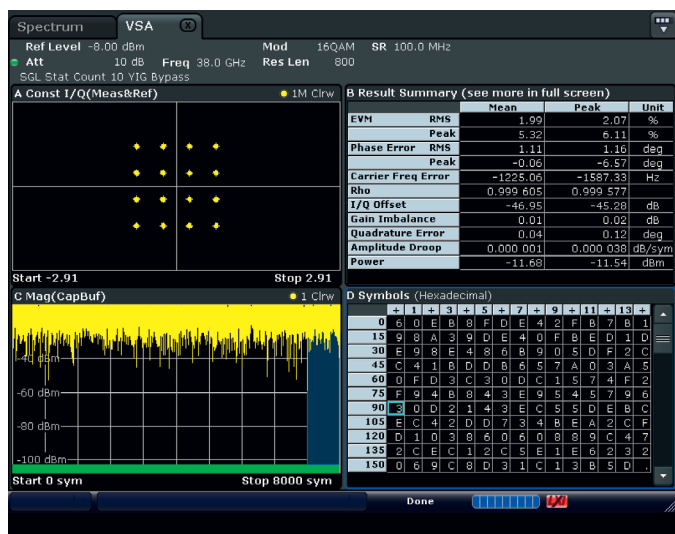 Spectrum VSA
Ref Level -8.00 dBm Mod 16QAM SR 100.0 MHz
Att 10 dB Freq 38.0 GHz Res Len 800
SGL Stat Count 10 YIG Bypass
A Const I/Q(Meas&Ref) 1M Clrw
Start -2.91 Stop 2.91
B Result Summary (see more in full screen)
Mean Peak Unit
EVM RMS 1.99 2.07 %
Peak 5.32 6.11 %
Phase Error RMS 1.11 1.16 deg
Peak -0.06 -6.57 deg
Carrier Freq Error -1225.06 -1587.33 Hz
Rho 0.999 605 0.999 577
I/Q Offset -46.95 -45.28 dB
Gain Imbalance 0.01 0.02 dB
Quadrature Error 0.04 0.12 deg
Amplitude Droop 0.000 001 0.000 038 dB/sym
Power -11.68 -11.54 dBm
C Mag(CapBuf) 1 Clrw
-40 dBm
-60 dBm
-80 dBm
-100 dBm
Start 0 sym Stop 8000 sym
D Symbols (Hexadecimal)
+ 1 + 3 + 5 + 7 + 9 + 11 + 13 +
0 6 0 E B 8 F D E 4 2 F B 7 B 1
15 9 8 A 3 9 D E 4 0 F B E D 1 D
30 E 9 8 E 4 8 6 B 9 0 5 D F 2 C
45 C 4 1 B D D B 6 5 7 A 0 3 A 5
60 0 F D 3 C 3 0 D C 1 5 7 4 F 2
75 F 9 4 B 8 4 3 E 9 5 4 5 7 9 6
90 3 0 D 2 1 4 3 E C 5 5 D E B C
105 E C 4 2 D D 7 3 4 B E A 2 C F
120 D 1 0 3 8 6 0 6 0 8 8 9 C 4 7
135 2 C E C 1 2 C 5 E 1 E 6 2 3 2
150 0 6 9 C 8 D 3 1 C 1 3 B 5 D .
Done LXI